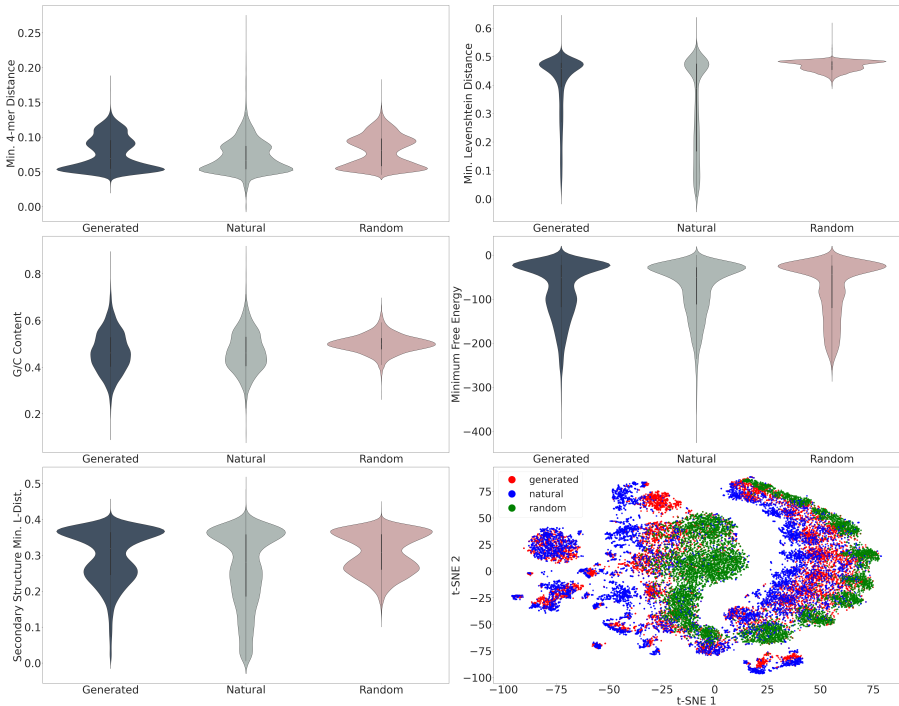 Min. 4-mer Distance
0.25
0.20
0.15
0.10
0.05
0.00
Generated Natural Random
Min. Levenshtein Distance
0.6
0.5
0.4
0.3
0.2
0.1
0.0
Generated Natural Random
G/C Content
0.8
0.6
0.4
0.2
Generated Natural Random
Minimum Free Energy
0
−100
−200
−300
−400
Generated Natural Random
Secondary Structure Min. L-Dist.
0.5
0.4
0.3
0.2
0.1
0.0
Generated Natural Random
t-SNE 2
75
50
25
0
−25
−50
−75
−100
generated
natural
random
−100 −75 −50 −25 0 25 50 75
t-SNE 1